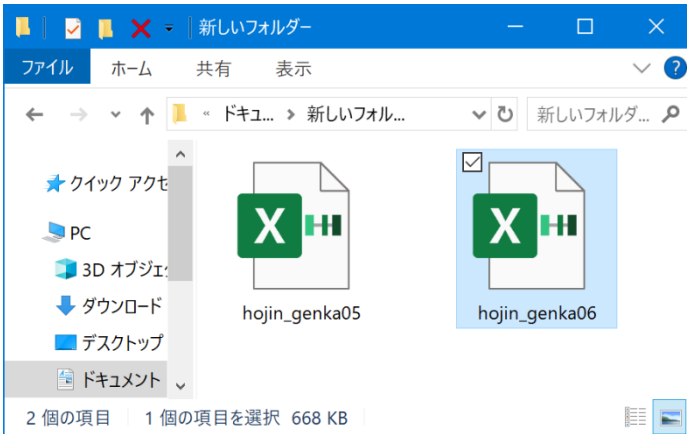 新しいフォルダー
ファイル ホーム 共有 表示
« ドキュ... 新しいフォル... 新しいフォルダ...
クイック アクセ
PC
3D オブジェク
ダウンロード
デスクトップ
ドキュメント
hojin_genka05
hojin_genka06
2 個の項目 1 個の項目を選択 668 KB